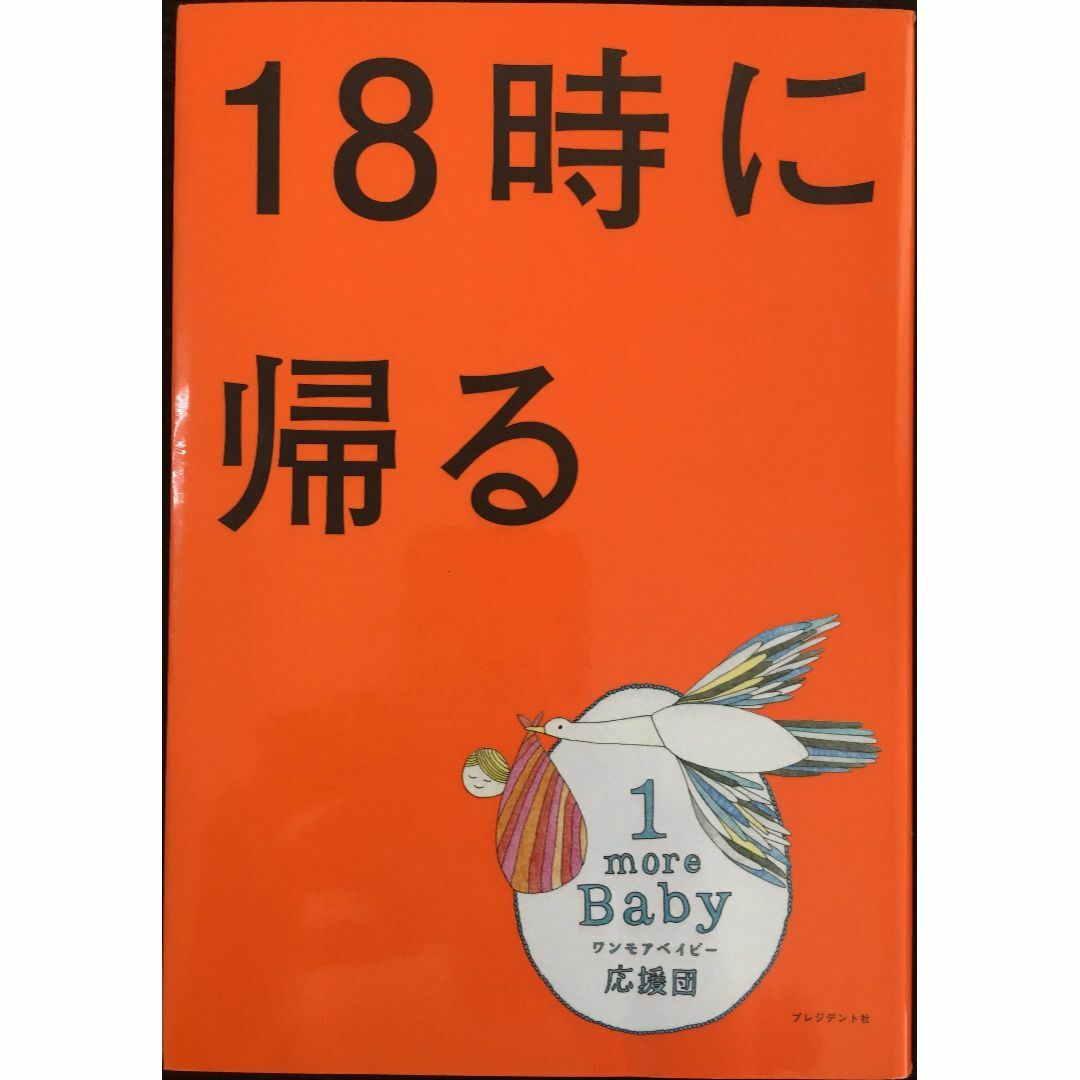 18時に
帰る
1
more
Baby
ワンモアベイビー
応援団
プレジデント社